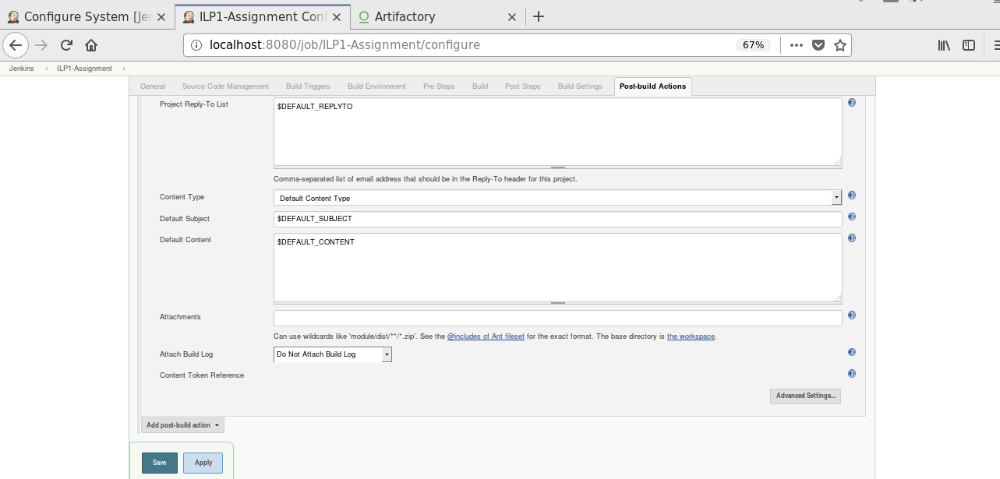 Configure System [Je
ILP1-Assignment Con
Artifactory
localhost:8080/job/ILP1-Assignment/configure
67%
Jenkins
ILP1-Assignment
General
Source Code Management
Build Triggers
Build Environment
Pre Steps
Build
Post Steps
Build Settings
Post-build Actions
Project Reply-To List
$DEFAULT_REPLYTO
Comma-separated list of email address that should be in the Reply-To header for this project.
Content Type
Default Content Type
Default Subject
$DEFAULT_SUBJECT
Default Content
$DEFAULT_CONTENT
Attachments
Can use wildcards like 'module/dist/**/*.zip'. See the @includes of Ant fileset for the exact format. The base directory is the workspace.
Attach Build Log
Do Not Attach Build Log
Content Token Reference
Advanced Settings...
Add post-build action
Save
Apply